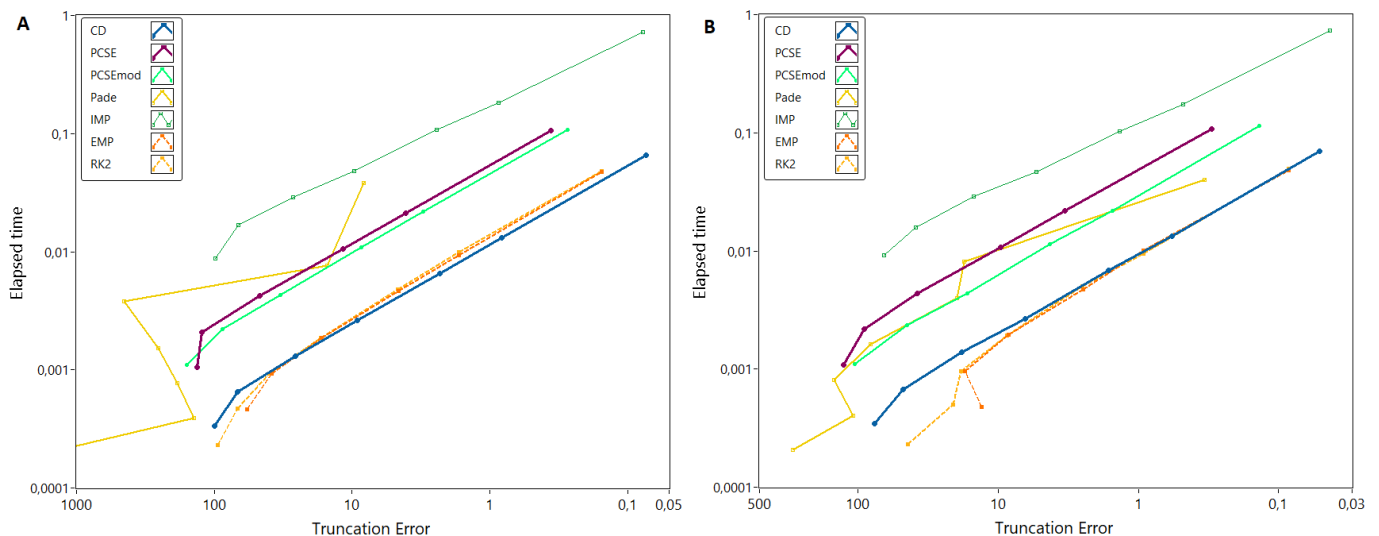 A
1
0,1
0,01
0,001
0,0001
Elapsed time
CD
PCSE
PCSEmod
Pade
IMP
EMP
RK2
1000
100
10
1
0,1
0,05
Truncation Error
B
1
0,1
0,01
0,001
0,0001
Elapsed time
CD
PCSE
PCSEmod
Pade
IMP
EMP
RK2
500
100
10
1
0,1
0,03
Truncation Error